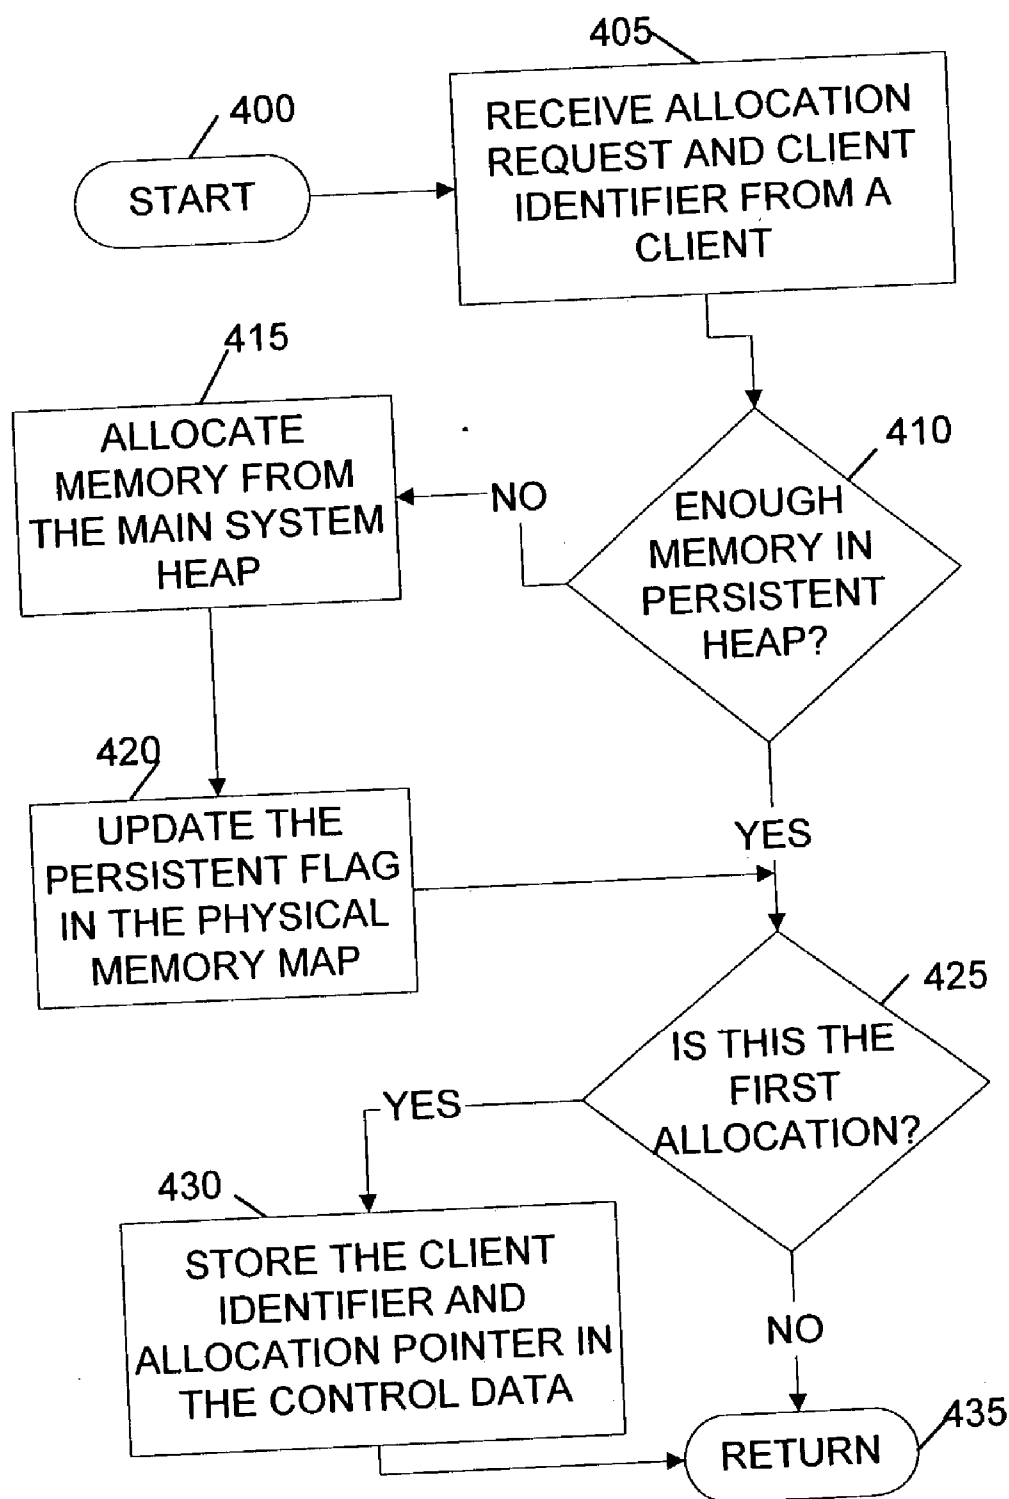 405
400
START
RECEIVE ALLOCATION
REQUEST AND CLIENT
IDENTIFIER FROM A
CLIENT
415
ALLOCATE
MEMORY FROM
THE MAIN SYSTEM
HEAP
NO
410
ENOUGH
MEMORY IN
PERSISTENT
HEAP?
420
UPDATE THE
PERSISTENT FLAG
IN THE PHYSICAL
MEMORY MAP
YES
425
IS THIS THE
FIRST
ALLOCATION?
YES
430
STORE THE CLIENT
IDENTIFIER AND
ALLOCATION POINTER IN
THE CONTROL DATA
NO
435
RETURN